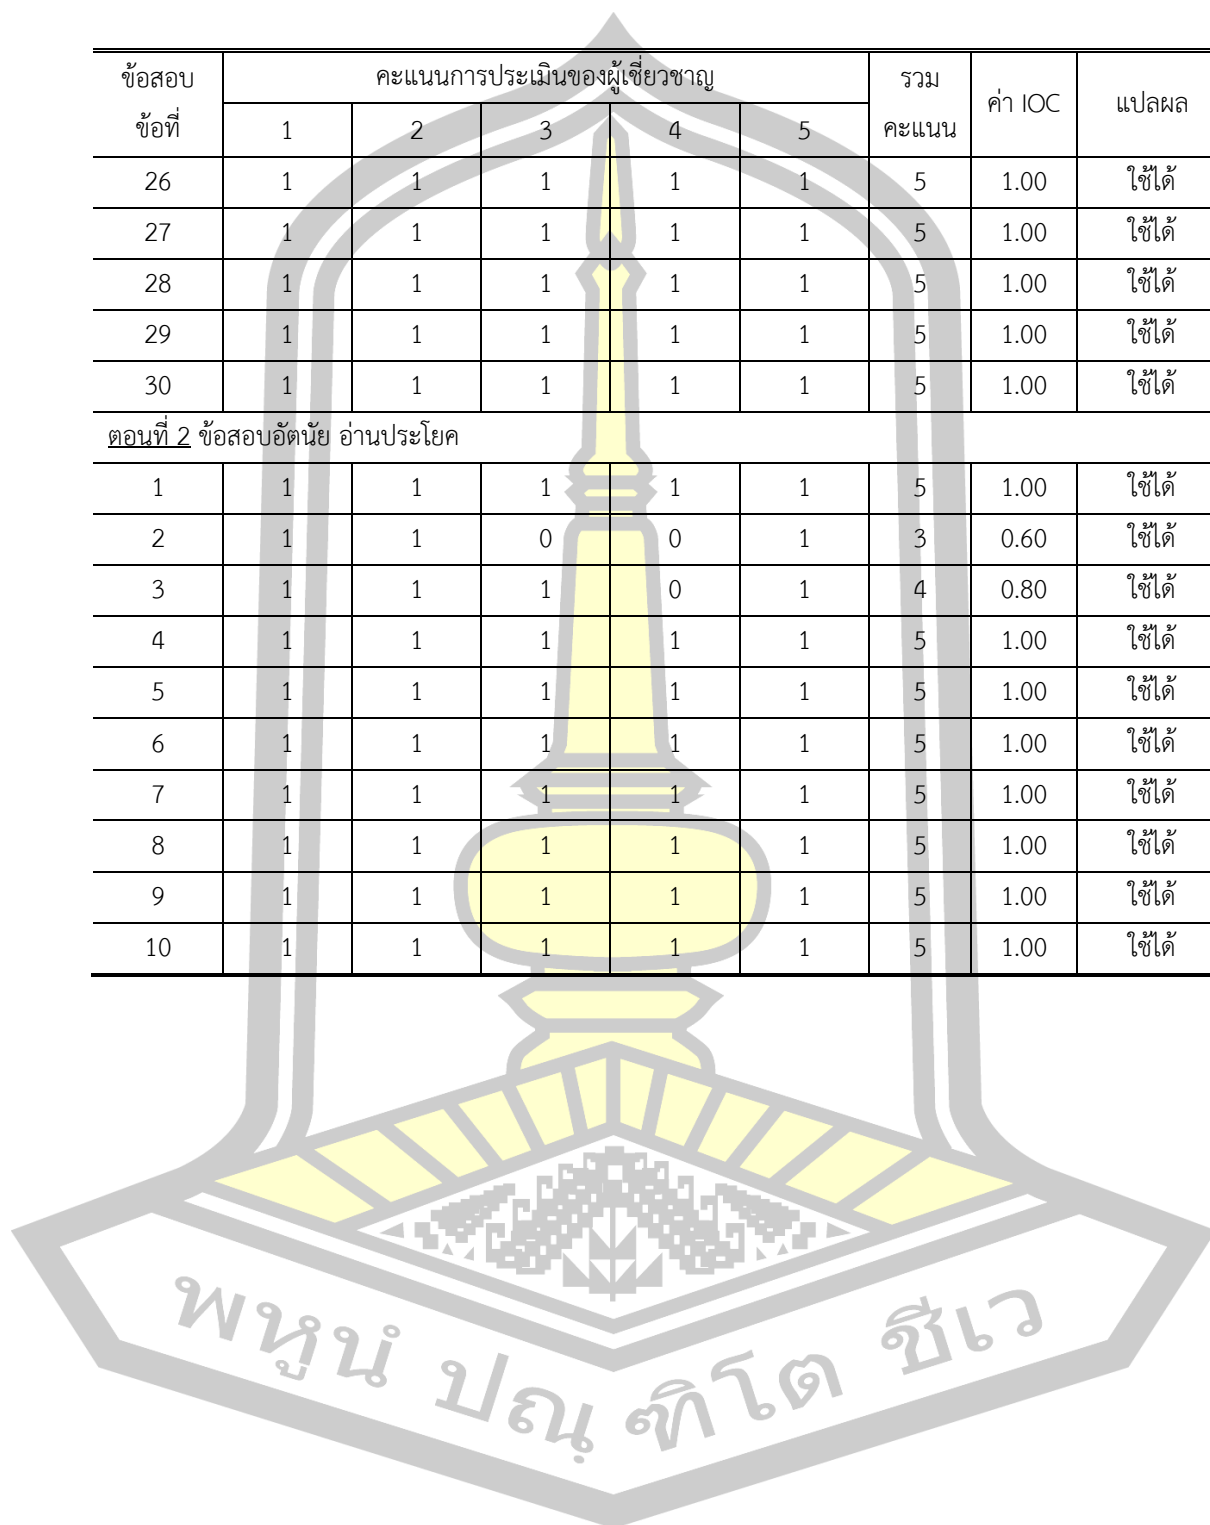 ข้อสอบ คะแนนการประเมินของผู้เชี่ยวชาญ รวม ค่า IOC แปลผล
ข้อที่ 1 2 3 4 5 คะแนน
26 1 1 1 1 1 5 1.00 ใช้ได้
27 1 1 1 1 1 5 1.00 ใช้ได้
28 1 1 1 1 1 5 1.00 ใช้ได้
29 1 1 1 1 1 5 1.00 ใช้ได้
30 1 1 1 1 1 5 1.00 ใช้ได้
ตอนที่ 2 ข้อสอบอัตนัย อ่านประโยค
1 1 1 1 1 1 5 1.00 ใช้ได้
2 1 1 0 0 1 3 0.60 ใช้ได้
3 1 1 1 0 1 4 0.80 ใช้ได้
4 1 1 1 1 1 5 1.00 ใช้ได้
5 1 1 1 1 1 5 1.00 ใช้ได้
6 1 1 1 1 1 5 1.00 ใช้ได้
7 1 1 1 1 1 5 1.00 ใช้ได้
8 1 1 1 1 1 5 1.00 ใช้ได้
9 1 1 1 1 1 5 1.00 ใช้ได้
10 1 1 1 1 1 5 1.00 ใช้ได้
พหูนํ ปณฺ ฑิโต ชีเว